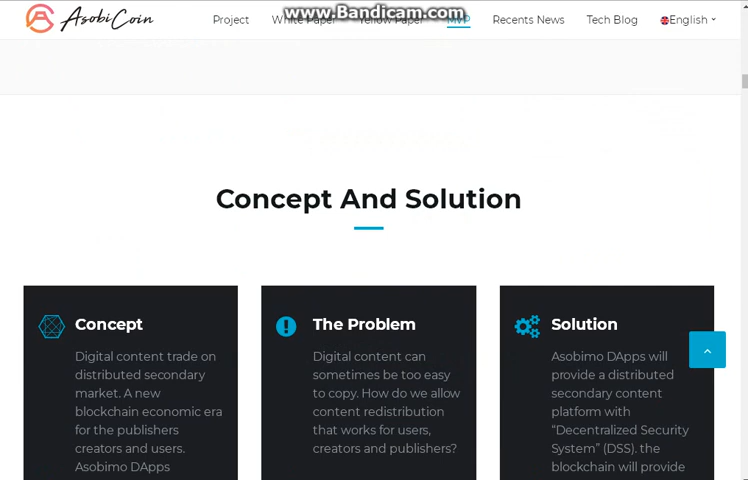 AsobiCoin
Project White Paper Yellow Paper MVP Recents News Tech Blog English
www.Bandicam.com
Concept And Solution
Concept
Digital content trade on
distributed secondary
market. A new
blockchain economic era
for the publishers
creators and users.
Asobimo DApps
The Problem
Digital content can
sometimes be too easy
to copy. How do we allow
content redistribution
that works for users,
creators and publishers?
Solution
Asobimo DApps will
provide a distributed
secondary content
platform with
“Decentralized Security
System” (DSS). the
blockchain will provide